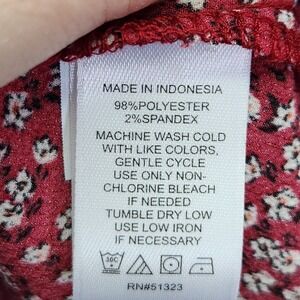 MADE IN INDONESIA
98%POLYESTER
2%SPANDEX
MACHINE WASH COLD
WITH LIKE COLORS,
GENTLE CYCLE
USE ONLY NON-
CHLORINE BLEACH
IF NEEDED
TUMBLE DRY LOW
USE LOW IRON
IF NECESSARY
30C
RN#51323